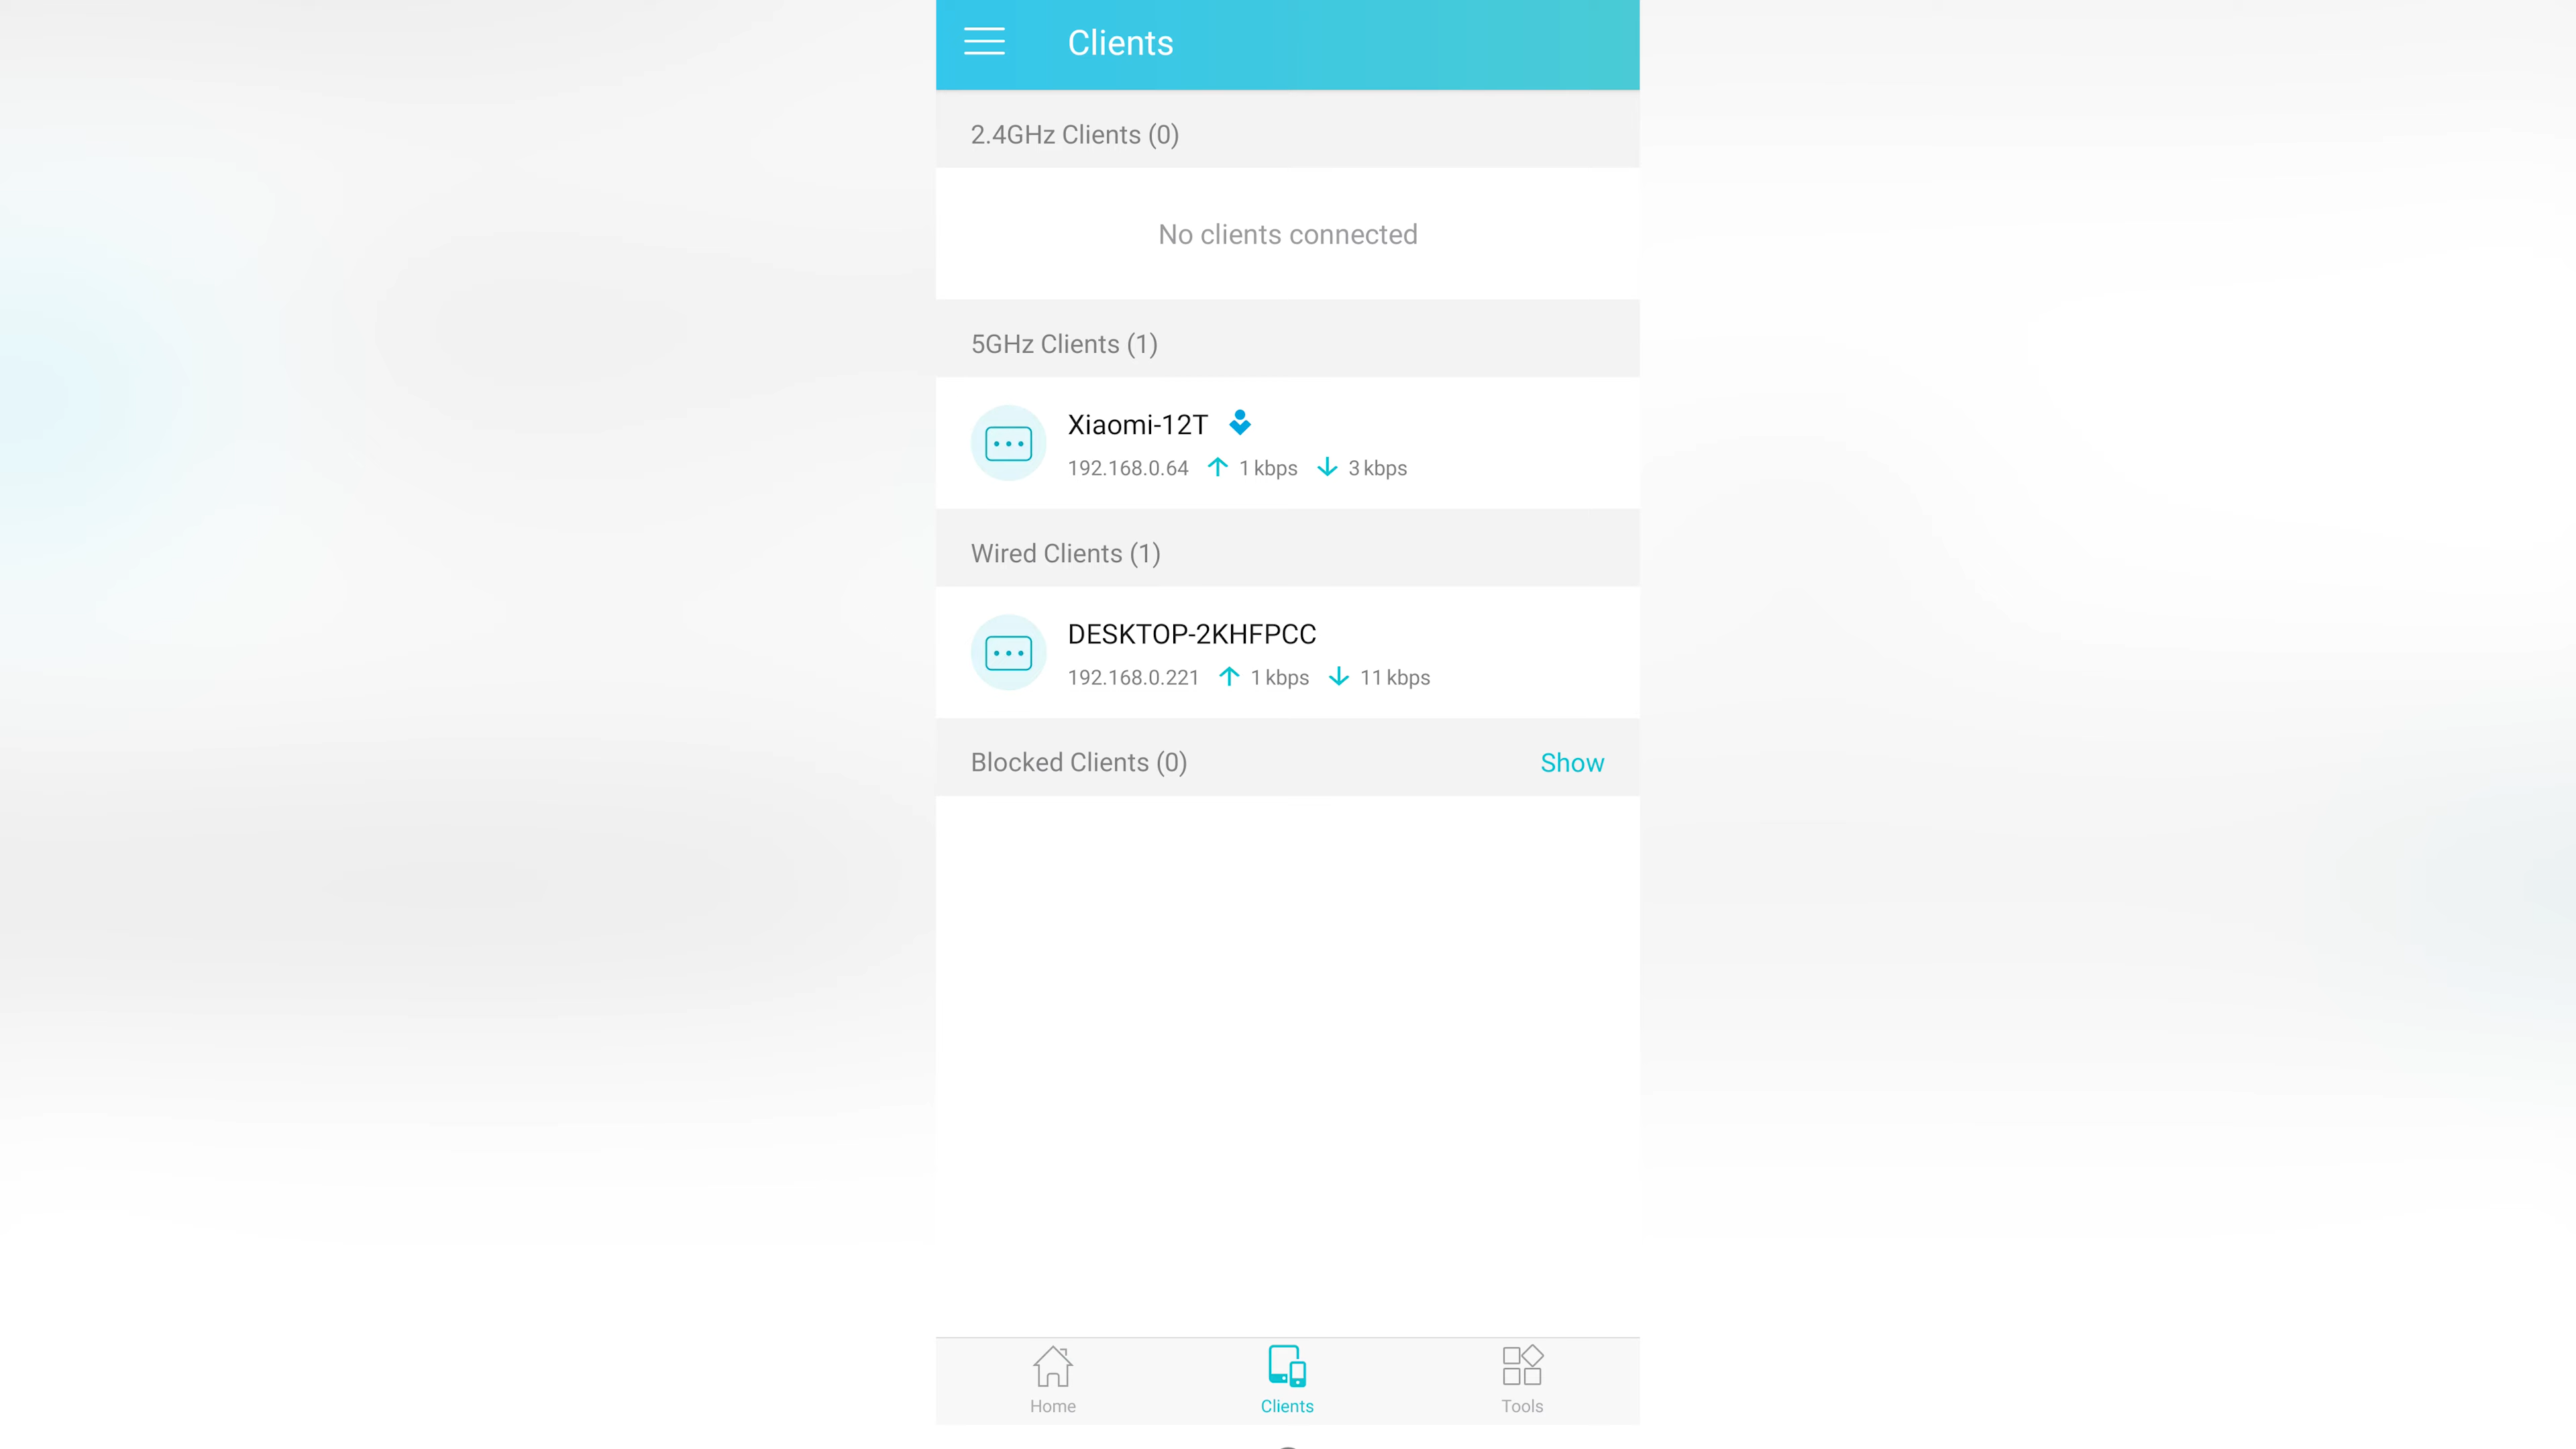 Clients
2.4GHz Clients (0)
No clients connected
5GHz Clients (1)
Xiaomi-12T
192.168.0.64 1 kbps 3 kbps
Wired Clients (1)
DESKTOP-2KHFPCC
192.168.0.221 1 kbps 11 kbps
Blocked Clients (0) Show
Home Clients Tools